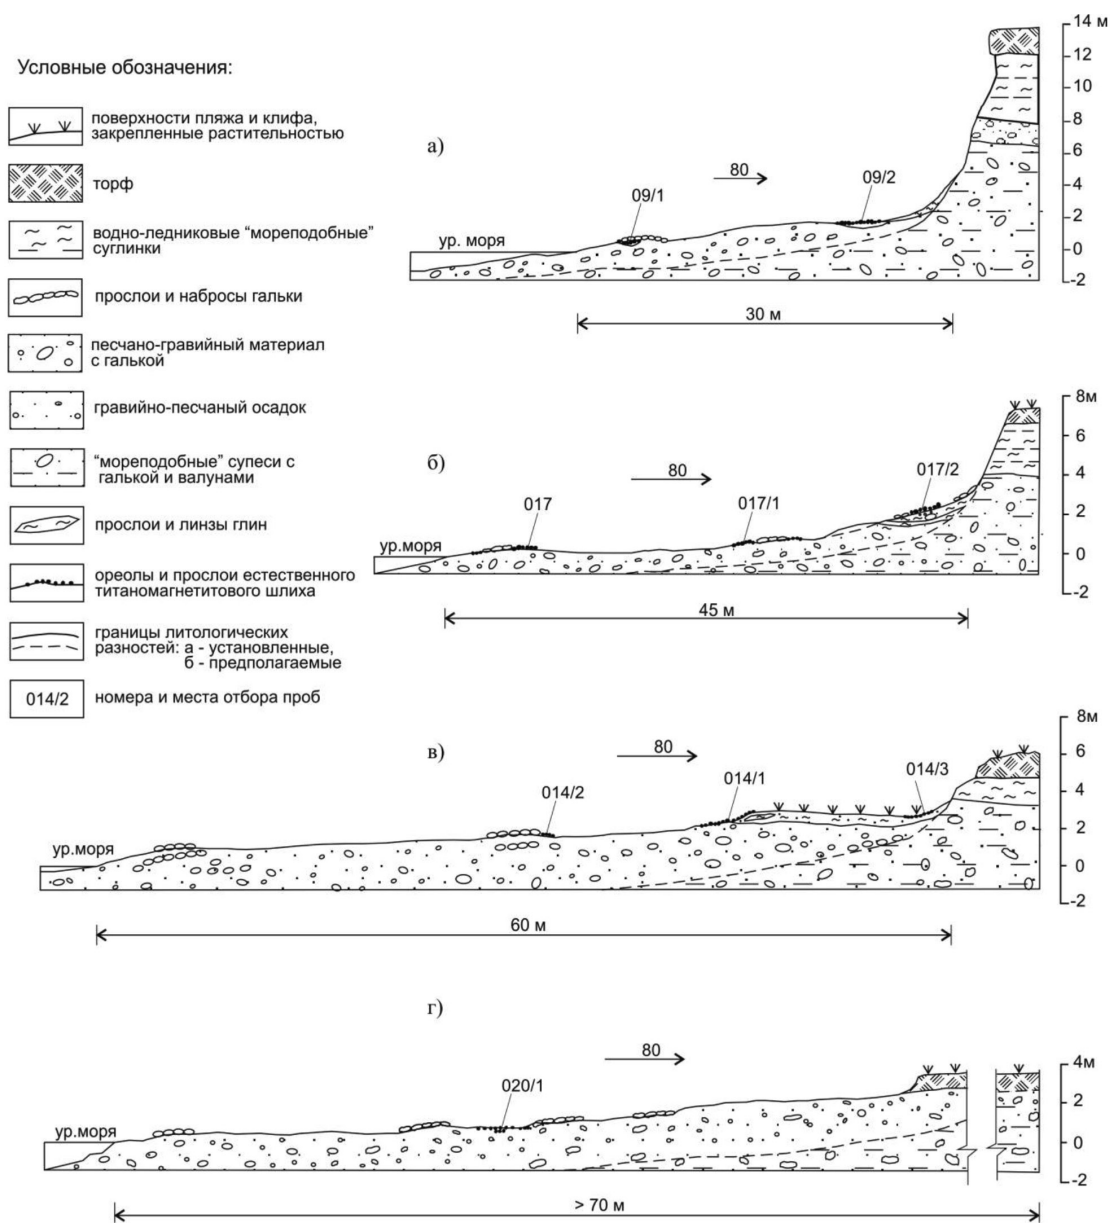 Условные обозначения:
поверхности пляжа и клифа,
закрепленные растительностью
торф
водно-ледниковые “мореподобные”
суглинки
прослои и набросы гальки
песчано-гравийный материал
с галькой
гравийно-песчаный осадок
“мореподобные” супеси с
галькой и валунами
прослои и линзы глин
ореолы и прослои естественного
титаномагнетитового шлиха
границы литологических
разностей: а - установленные,
б - предполагаемые
014/2
номера и места отбора проб
а)
80
09/1
09/2
ур. моря
30 м
14 м
12
10
8
6
4
2
0
-2
б)
80
017
017/1
017/2
ур.моря
45 м
8м
6
4
2
0
-2
в)
80
014/2
014/1
014/3
ур.моря
60 м
8м
6
4
2
0
-2
г)
80
020/1
ур.моря
> 70 м
4м
2
0
-2